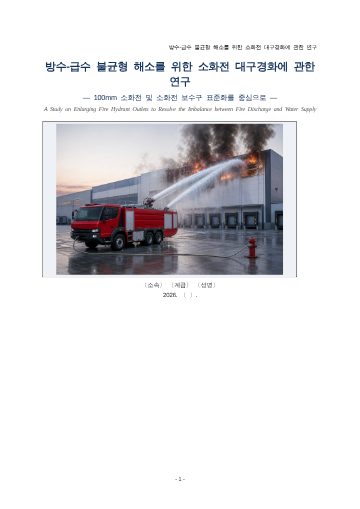 방수-급수 불균형 해소를 위한 소화전 대구경화에 관한 연구
방수-급수 불균형 해소를 위한 소화전 대구경화에 관한
연구
— 100mm 소화전 및 소화전 보수구 표준화를 중심으로 —
A Study on Enlarging Fire Hydrant Outlets to Resolve the Imbalance between Fire Discharge and Water Supply
〔소속〕 〔계급〕 〔성명〕
2026. 〔 〕.
- 1 -